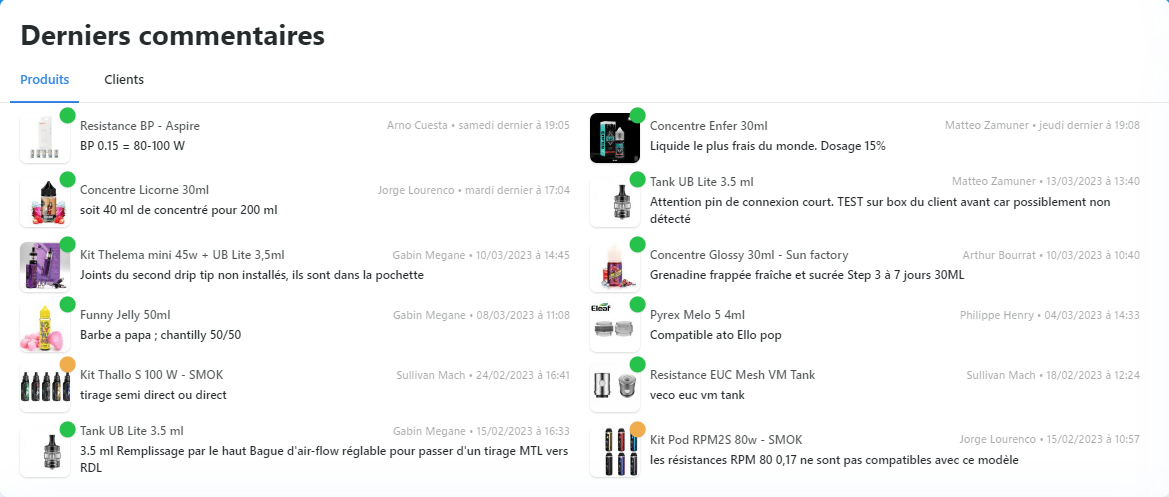 Derniers commentaires
Produits
Clients
Resistance BP - Aspire
Arno Cuesta • samedi dernier à 19:05
BP 0.15 = 80-100 W
Concentre Enfer 30ml
Matteo Zamuner • jeudi dernier à 19:08
Liquide le plus frais du monde. Dosage 15%
Concentre Licorne 30ml
Jorge Lourenco • mardi dernier à 17:04
soit 40 ml de concentré pour 200 ml
Tank UB Lite 3.5 ml
Matteo Zamuner • 13/03/2023 à 13:40
Attention pin de connexion court. TEST sur box du client avant car possiblement non
détecté
Kit Thelema mini 45w + UB Lite 3,5ml
Gabin Megane • 10/03/2023 à 14:45
Joints du second drip tip non installés, ils sont dans la pochette
Concentre Glossy 30ml - Sun factory
Arthur Bourrat • 10/03/2023 à 10:40
Grenadine frappée fraîche et sucrée Step 3 à 7 jours 30ML
Funny Jelly 50ml
Gabin Megane • 08/03/2023 à 11:08
Barbe a papa ; chantilly 50/50
Eleaf
Pyrex Melo 5 4ml
Philippe Henry • 04/03/2023 à 14:33
Compatible ato Ello pop
Kit Thallo S 100 W - SMOK
Sullivan Mach • 24/02/2023 à 16:41
tirage semi direct ou direct
Resistance EUC Mesh VM Tank
Sullivan Mach • 18/02/2023 à 12:24
veco euc vm tank
Tank UB Lite 3.5 ml
Gabin Megane • 15/02/2023 à 16:33
3.5 ml Remplissage par le haut Bague d'air-flow réglable pour passer d'un tirage MTL vers
RDL
Kit Pod RPM2S 80w - SMOK
Jorge Lourenco • 15/02/2023 à 10:57
les résistances RPM 80 0,17 ne sont pas compatibles avec ce modèle